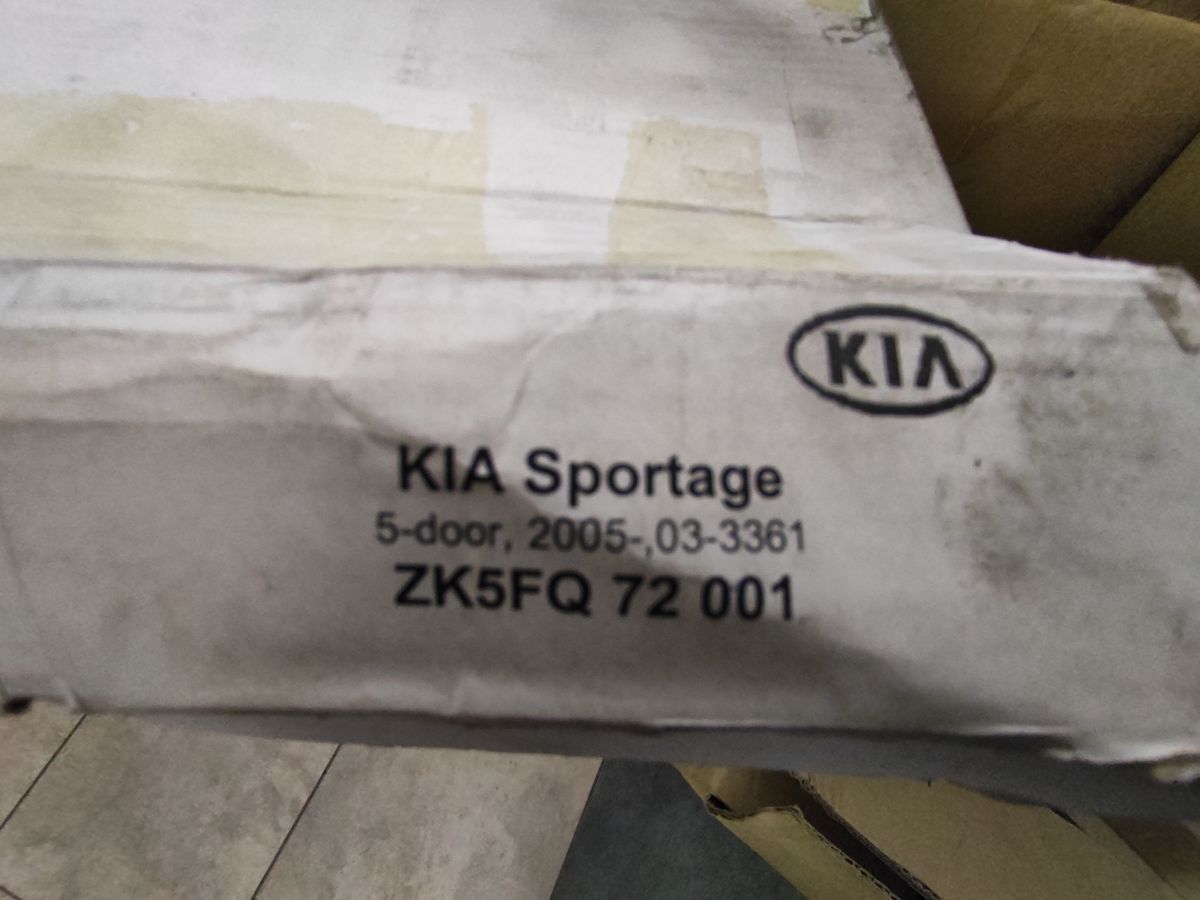 KIA
KIA Sportage
5-door, 2005-,03-3361
ZK5FQ 72 001